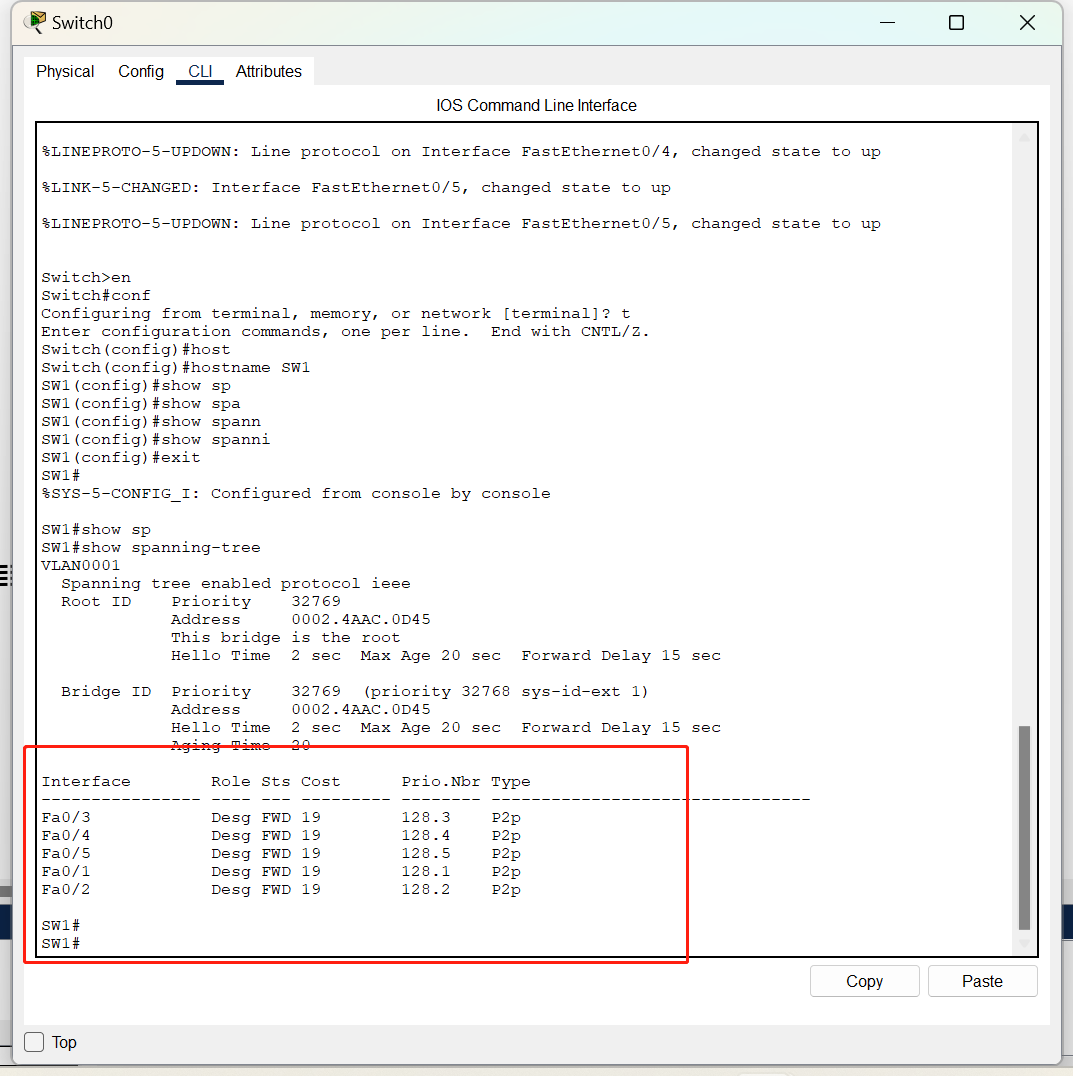 Switch0
Physical Config CLI Attributes
IOS Command Line Interface
%LINEPROTO-5-UPDOWN: Line protocol on Interface FastEthernet0/4, changed state to up
%LINK-5-CHANGED: Interface FastEthernet0/5, changed state to up
%LINEPROTO-5-UPDOWN: Line protocol on Interface FastEthernet0/5, changed state to up
Switch>en
Switch#conf
Configuring from terminal, memory, or network [terminal]? t
Enter configuration commands, one per line.  End with CNTL/Z.
Switch(config)#host
Switch(config)#hostname SW1
SW1(config)#show sp
SW1(config)#show spa
SW1(config)#show spann
SW1(config)#show spanni
SW1(config)#exit
SW1#
%SYS-5-CONFIG_I: Configured from console by console
SW1#show sp
SW1#show spanning-tree
VLAN0001
  Spanning tree enabled protocol ieee
  Root ID    Priority    32769
             Address     0002.4AAC.0D45
             This bridge is the root
             Hello Time  2 sec  Max Age 20 sec  Forward Delay 15 sec
  Bridge ID  Priority    32769  (priority 32768 sys-id-ext 1)
             Address     0002.4AAC.0D45
             Hello Time  2 sec  Max Age 20 sec  Forward Delay 15 sec
             Aging Time  20
Interface        Role Sts Cost      Prio.Nbr Type
---------------- ---- --- --------- -------- --------------------------------
Fa0/3            Desg FWD 19        128.3    P2p
Fa0/4            Desg FWD 19        128.4    P2p
Fa0/5            Desg FWD 19        128.5    P2p
Fa0/1            Desg FWD 19        128.1    P2p
Fa0/2            Desg FWD 19        128.2    P2p
SW1#
SW1#
Copy Paste
Top